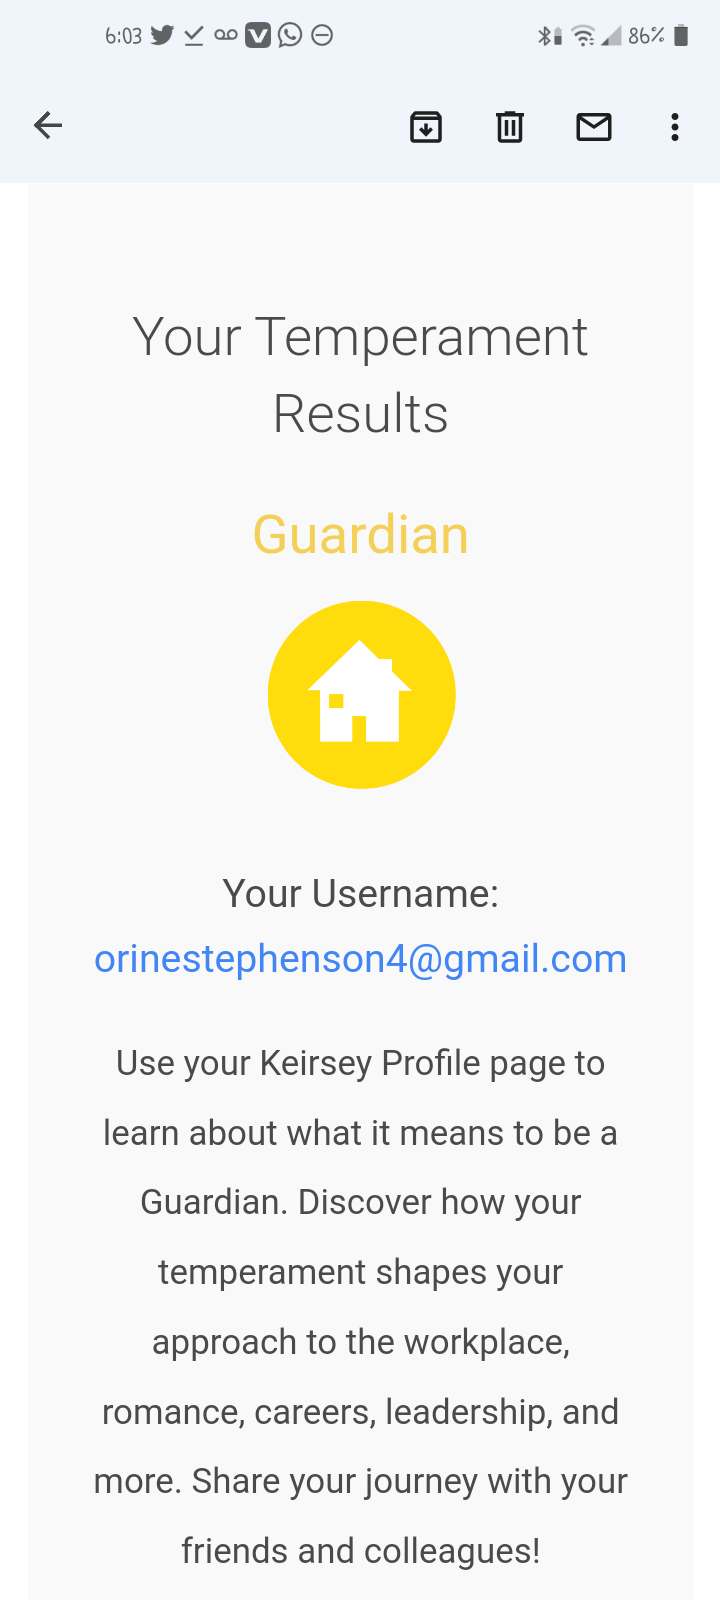 6:03 86%
Your Temperament
Results
Guardian
Your Username:
orinestephenson4@gmail.com
Use your Keirsey Profile page to
learn about what it means to be a
Guardian. Discover how your
temperament shapes your
approach to the workplace,
romance, careers, leadership, and
more. Share your journey with your
friends and colleagues!